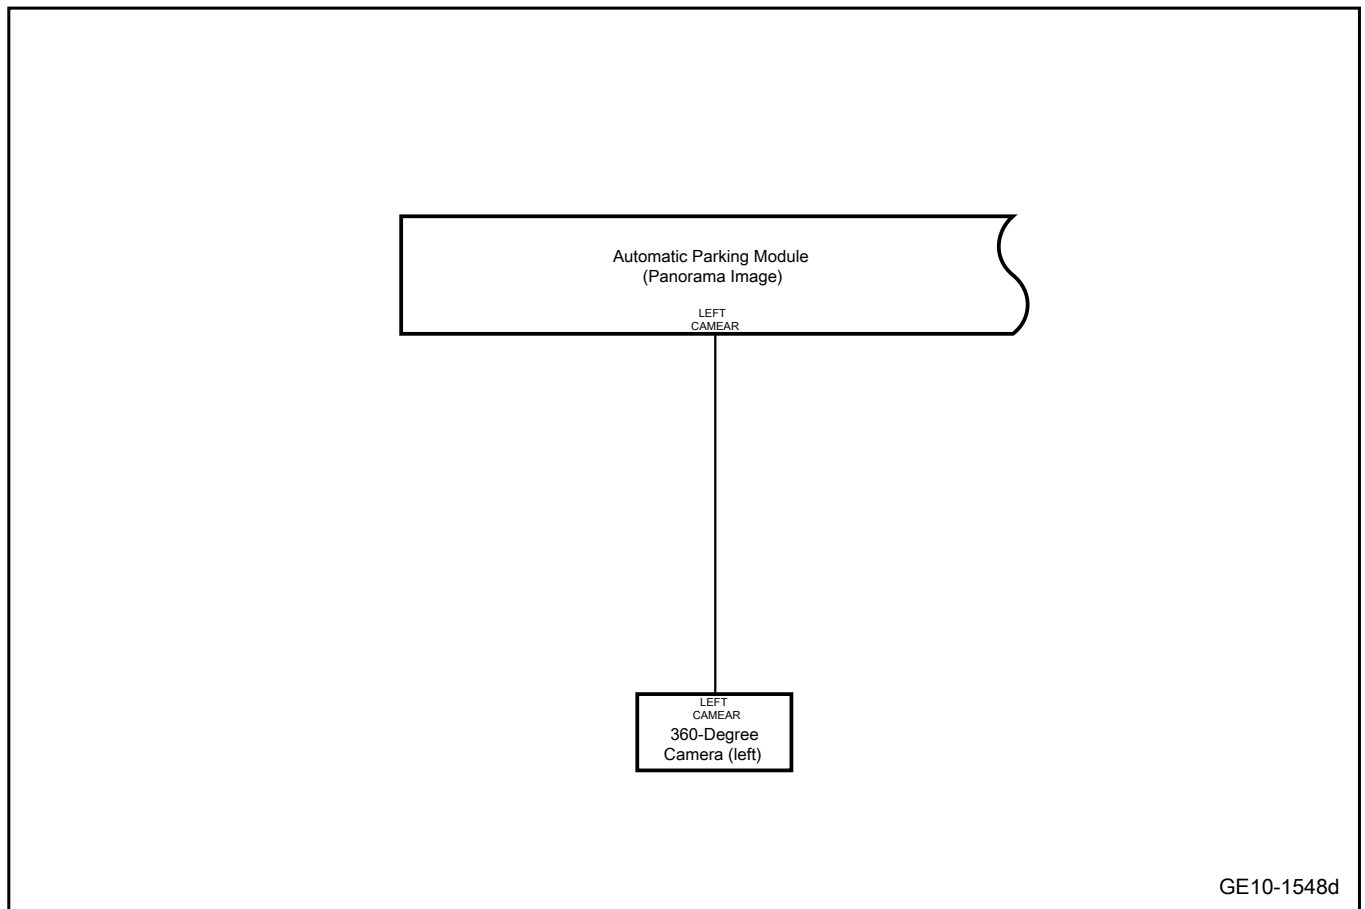 Automatic Parking Module
(Panorama Image)
LEFT
CAMEAR
LEFT
CAMEAR
360-Degree
Camera (left)
GE10-1548d